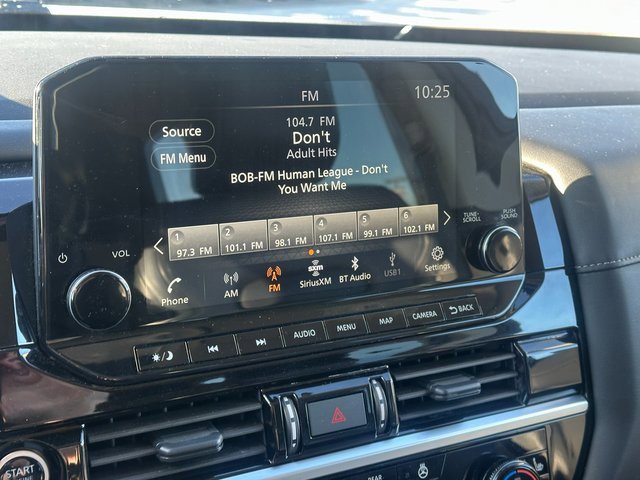 FM
10:25
Source
FM Menu
104.7 FM
Don't
Adult Hits
BOB-FM Human League - Don't
You Want Me
1
97.3 FM
2
101.1 FM
3
98.1 FM
4
107.1 FM
5
99.1 FM
6
102.1 FM
VOL
TUNE·
SCROLL
PUSH
SOUND
Phone
AM
FM
sxm
SiriusXM
BT Audio
USB1
Settings
AUDIO
MENU
MAP
CAMERA
BACK
START
REAR